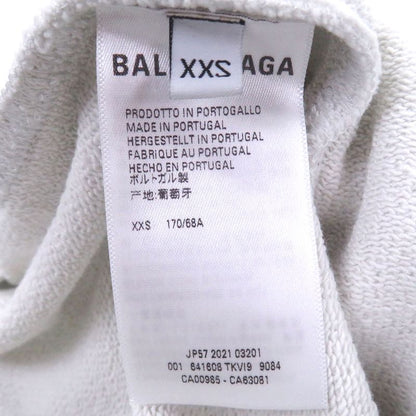 BAL XXS AGA
PRODOTTO IN PORTOGALLO
MADE IN PORTUGAL
HERGESTELLT IN PORTUGAL
FABRIQUE AU PORTUGAL
HECHO EN PORTUGAL
ポルトガル製
产地:葡萄牙
XXS 170/68A
JP57 2021 03201
001 641608 TKVI9 9084
CA00985 - CA63081